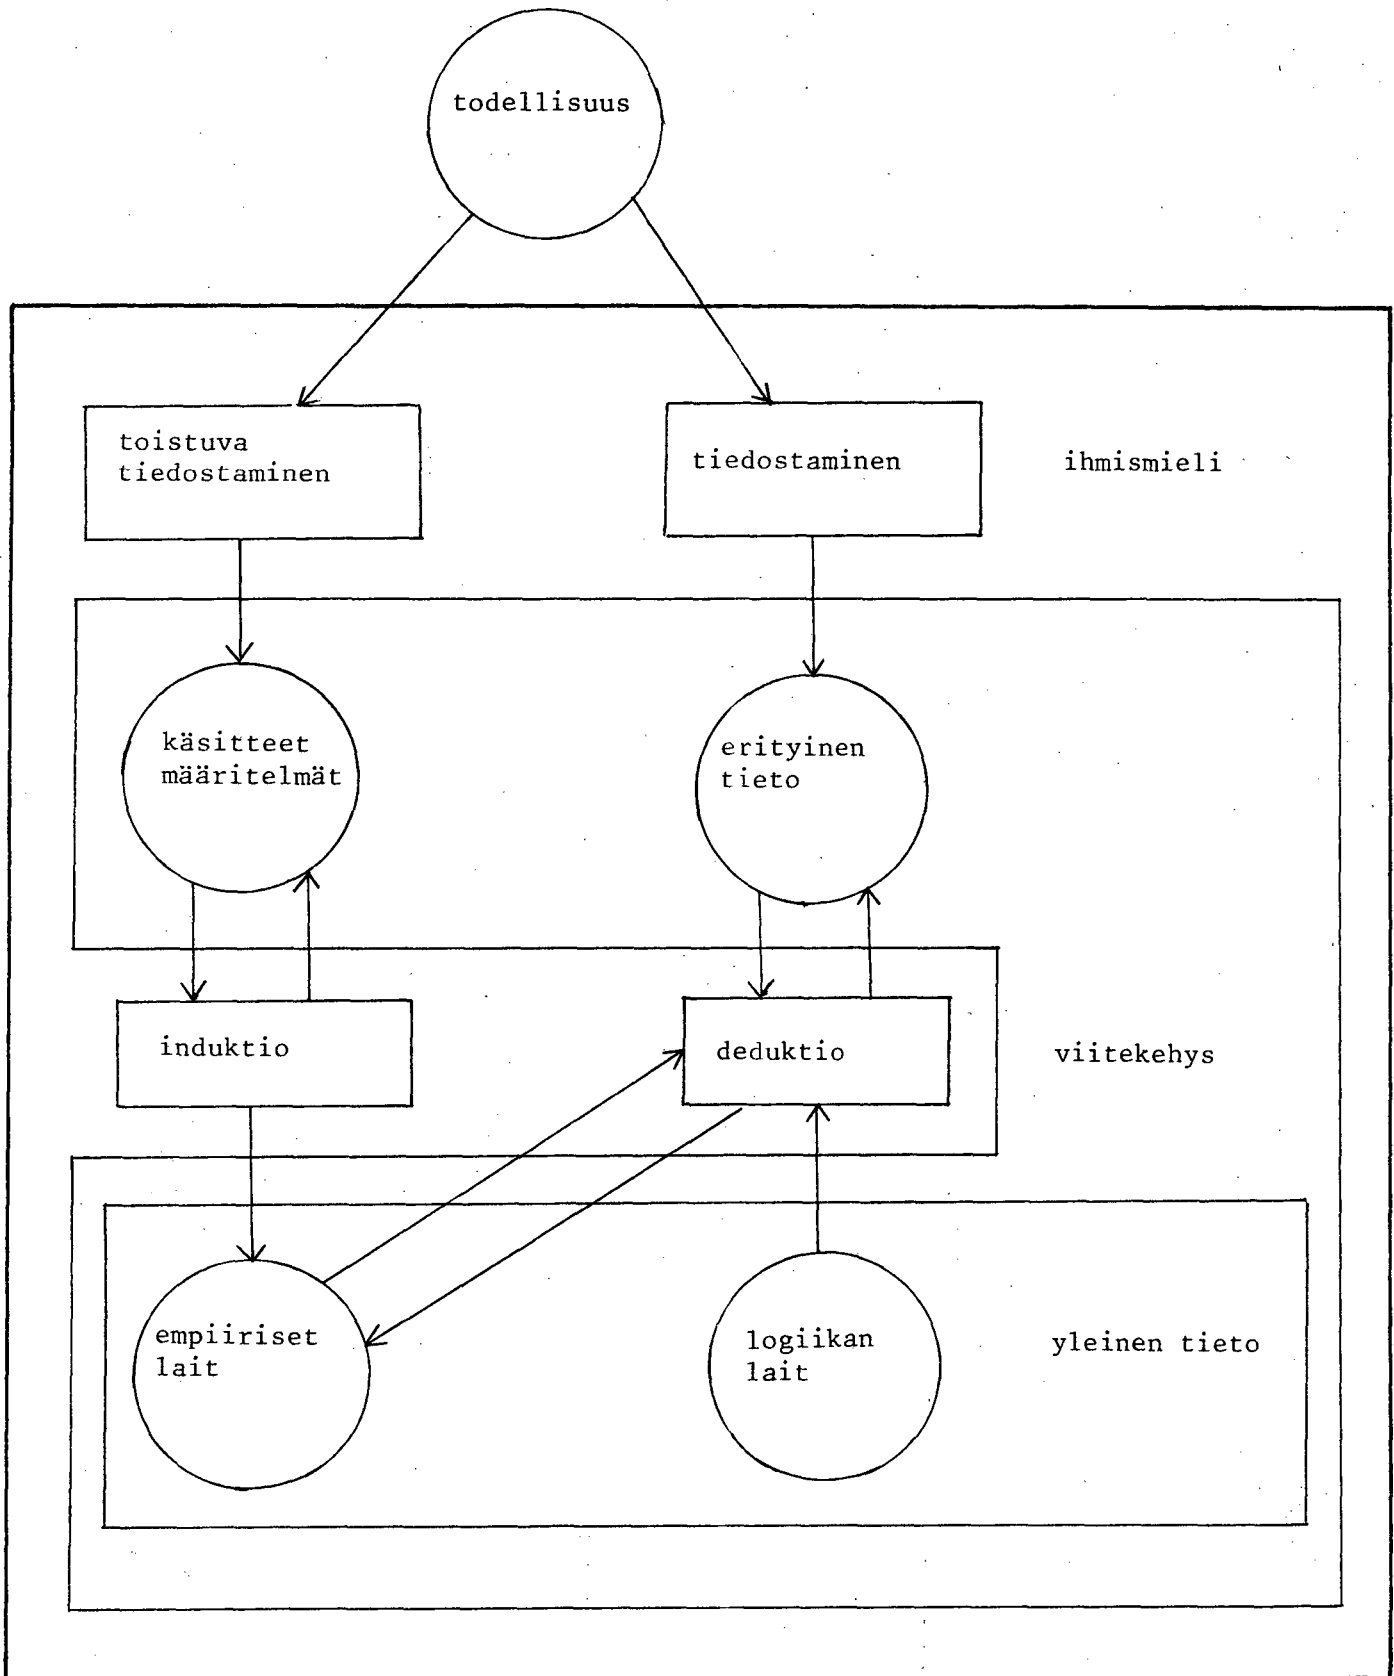 todellisuus
toistuva
tiedostaminen
tiedostaminen
ihmismieli
käsitteet
määritelmät
erityinen
tieto
induktio
deduktio
viitekehys
empiiriset
lait
logiikan
lait
yleinen tieto